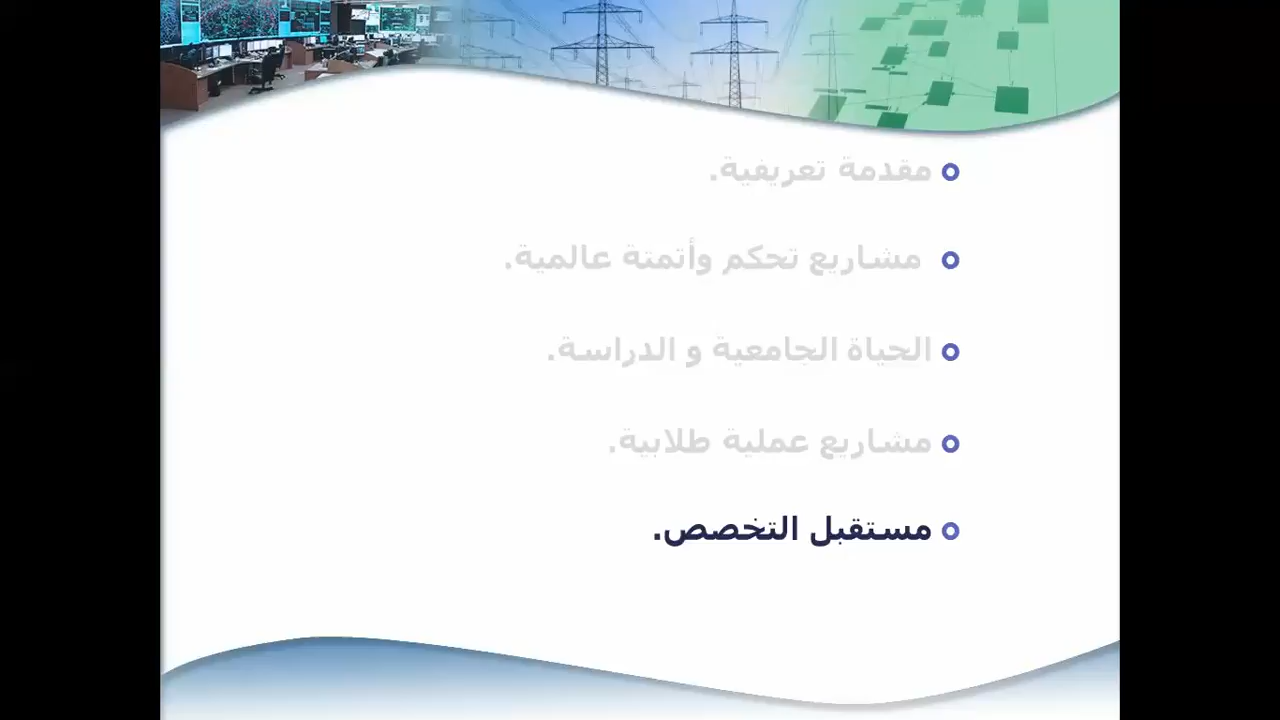 مقدمة تعريفية.
مشاريع تحكم وأتمتة عالمية.
الحياة الجامعية و الدراسة.
مشاريع عملية طلابية.
مستقبل التخصص.